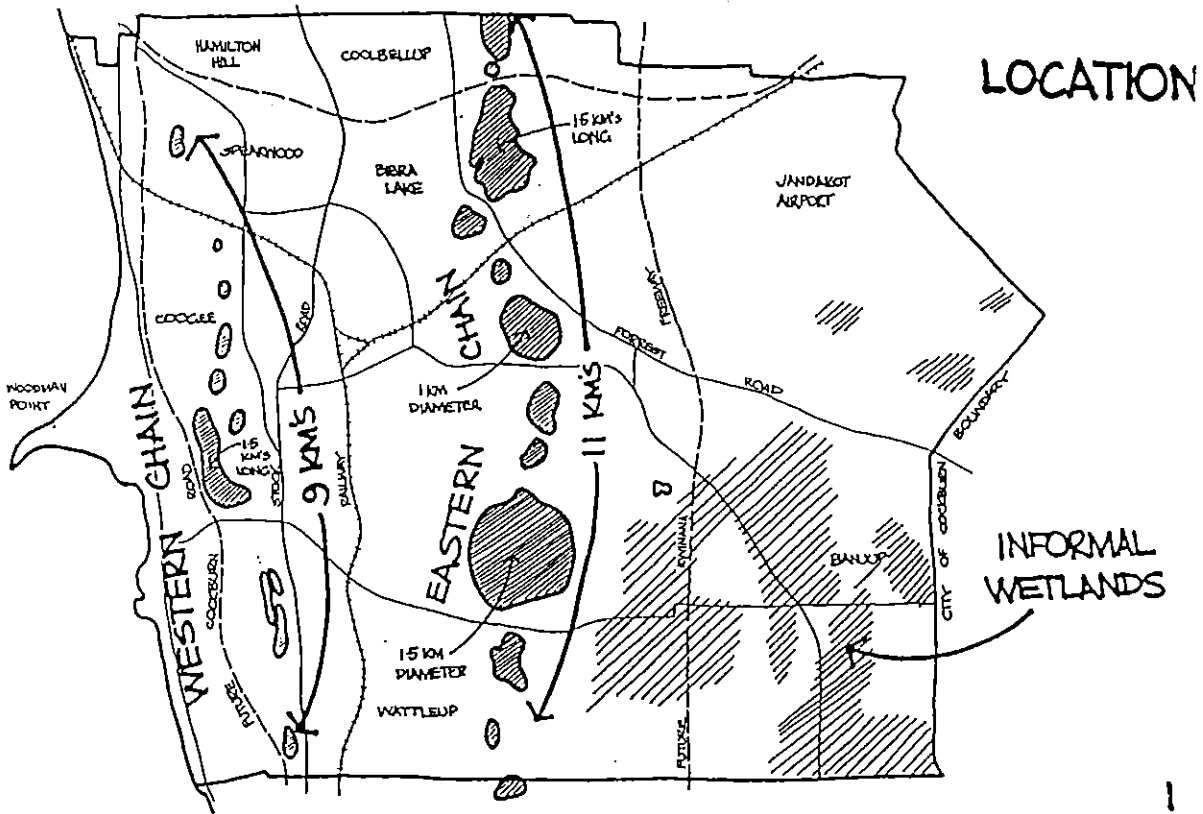 LOCATION
HAMILTON
HILL
COOLBELLUP
1·5 KM'S
LONG
SPEARWOOD
BIBRA
LAKE
JANDAKOT
AIRPORT
COOGEE
ROAD
CHAIN
FREEWAY
FORREST
ROAD
WOODMAN
POINT
1 KM
DIAMETER
BOUNDARY
CHAIN
ROAD
1·5
KM'S
LONG
STOCK
9 KM'S
RAILWAY
11 KM'S
EASTERN
KWINANA
BANJUP
CITY OF COCKBURN
INFORMAL
WETLANDS
WESTERN
COCKBURN
1·5 KM
DIAMETER
WATTLEUP
FUTURE
FUTURE
1